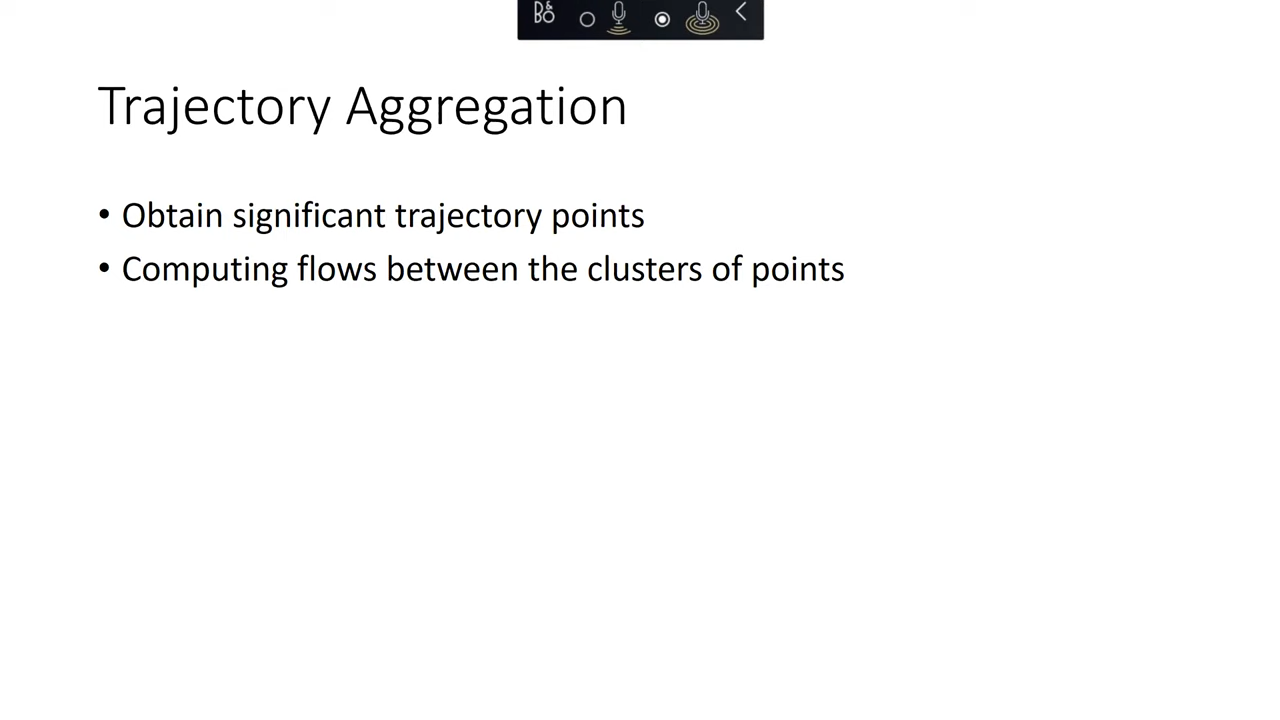 B&O
Trajectory Aggregation
• Obtain significant trajectory points
• Computing flows between the clusters of points